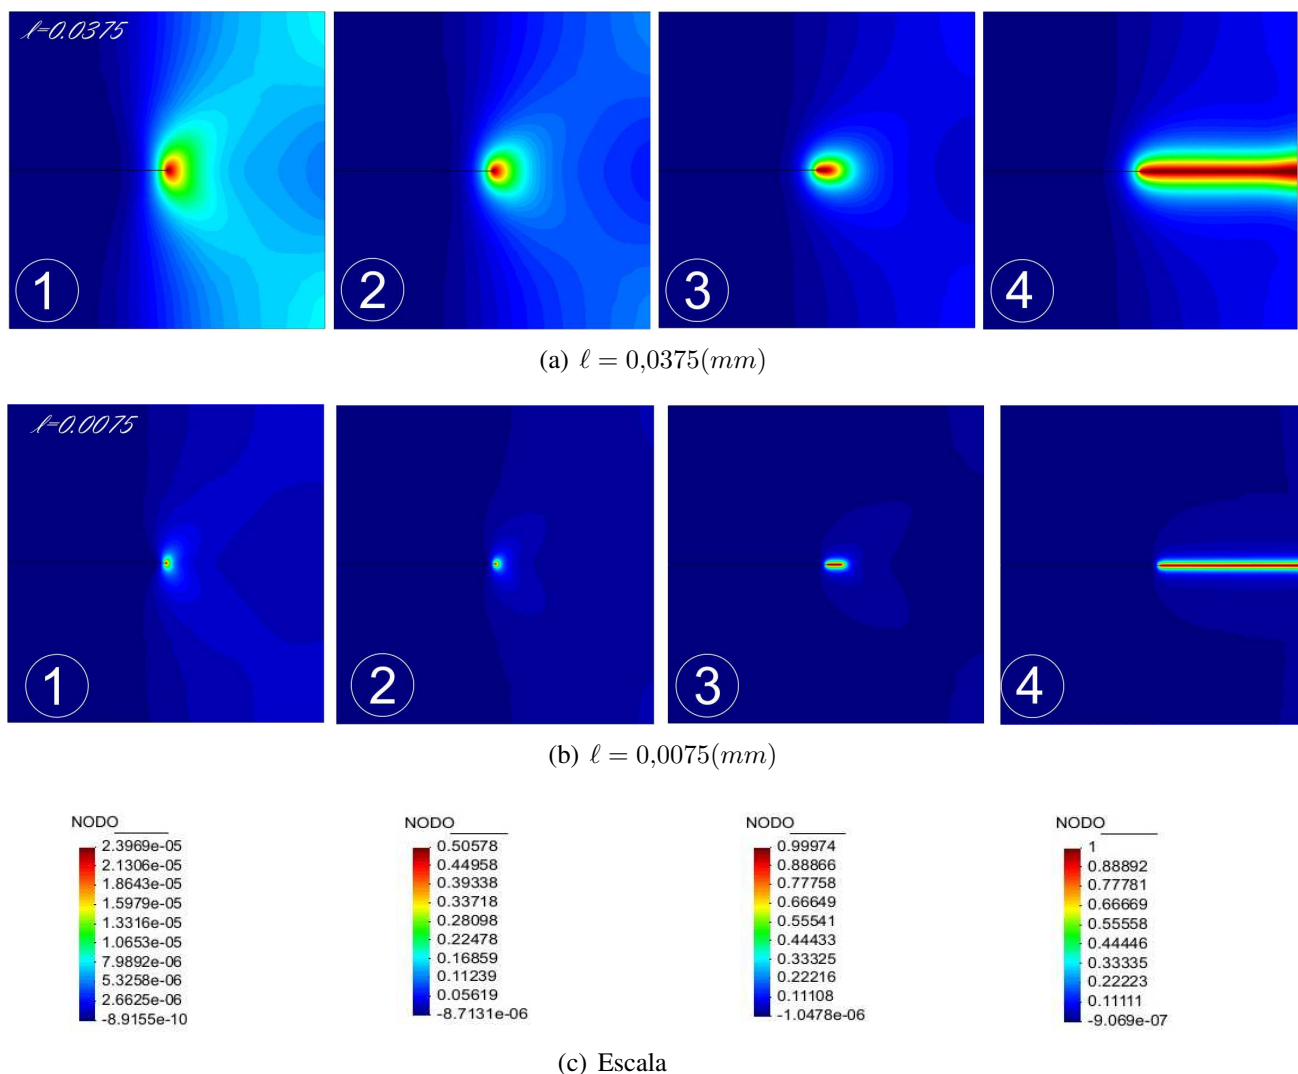 ℓ=0.0375
1
2
3
4
(a) ℓ = 0,0375(mm)
ℓ=0.0075
1
2
3
4
(b) ℓ = 0,0075(mm)
NODO
2.3969e-05
2.1306e-05
1.8643e-05
1.5979e-05
1.3316e-05
1.0653e-05
7.9892e-06
5.3258e-06
2.6625e-06
-8.9155e-10
NODO
0.50578
0.44958
0.39338
0.33718
0.28098
0.22478
0.16859
0.11239
0.05619
-8.7131e-06
NODO
0.99974
0.88866
0.77758
0.66649
0.55541
0.44433
0.33325
0.22216
0.11108
-1.0478e-06
NODO
1
0.88892
0.77781
0.66669
0.55558
0.44446
0.33335
0.22223
0.11111
-9.069e-07
(c) Escala